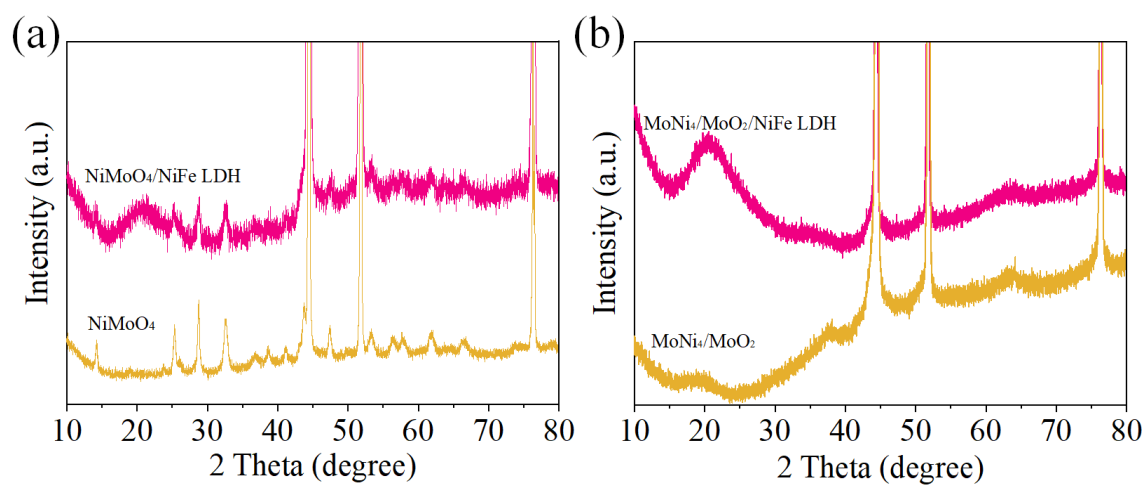 (a)
Intensity (a.u.)
NiMoO₄/NiFe LDH
NiMoO₄
10 20 30 40 50 60 70 80
2 Theta (degree)
(b)
Intensity (a.u.)
MoNi₄/MoO₂/NiFe LDH
MoNi₄/MoO₂
10 20 30 40 50 60 70 80
2 Theta (degree)